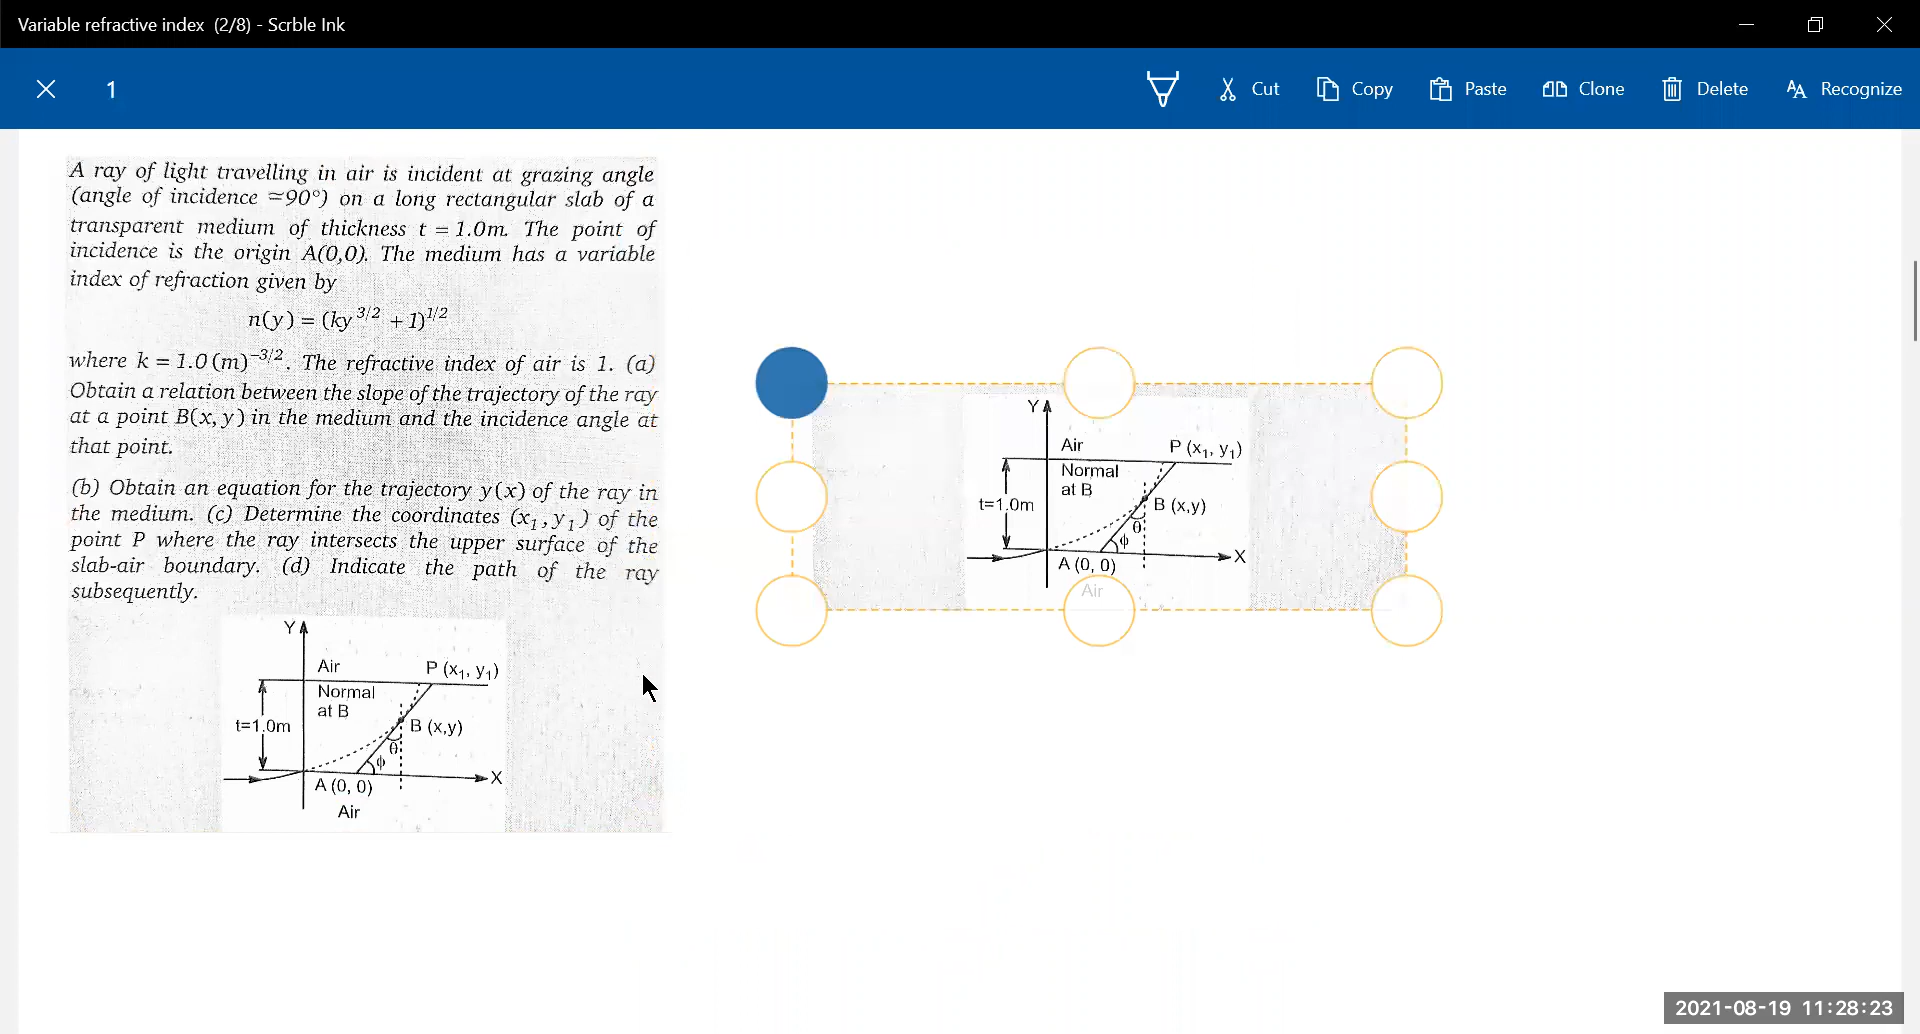 Variable refractive index (2/8) - Scrble Ink
1
Cut
Copy
Paste
Clone
Delete
Recognize
A ray of light travelling in air is incident at grazing angle
(angle of incidence ≃90°) on a long rectangular slab of a
transparent medium of thickness t = 1.0m. The point of
incidence is the origin A(0,0). The medium has a variable
index of refraction given by
n(y) = (ky^3/2 + 1)^1/2
where k = 1.0 (m)^−3/2. The refractive index of air is 1. (a)
Obtain a relation between the slope of the trajectory of the ray
at a point B(x, y) in the medium and the incidence angle at
that point.
(b) Obtain an equation for the trajectory y(x) of the ray in
the medium. (c) Determine the coordinates (x₁, y₁) of the
point P where the ray intersects the upper surface of the
slab-air boundary. (d) Indicate the path of the ray
subsequently.
Y
Air
P (x₁, y₁)
Normal
at B
t=1.0m
B (x,y)
θ
ϕ
X
A (0, 0)
Air
Y
Air
P (x₁, y₁)
Normal
at B
t=1.0m
B (x,y)
θ
ϕ
X
A (0, 0)
Air
2021-08-19 11:28:23